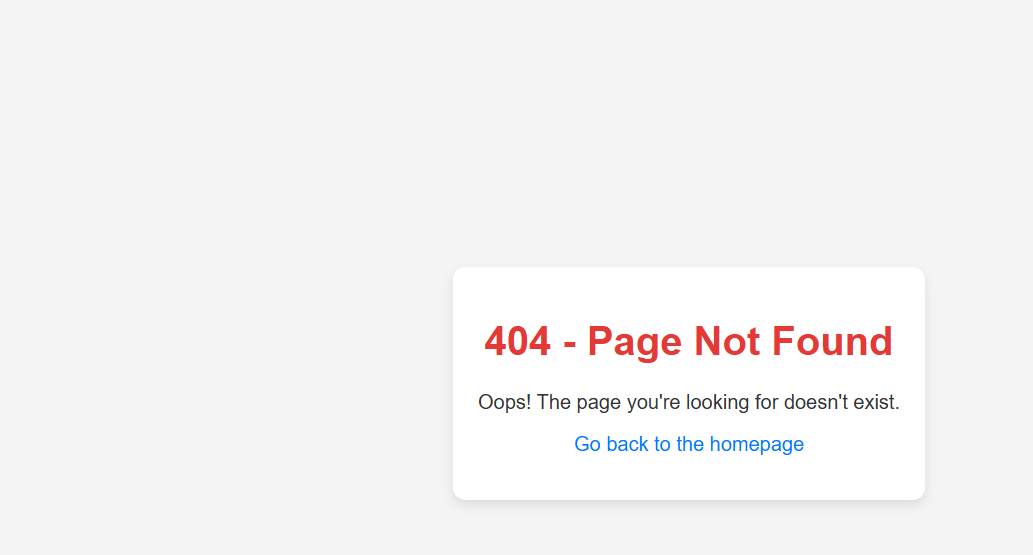 404 - Page Not Found
Oops! The page you're looking for doesn't exist.
Go back to the homepage